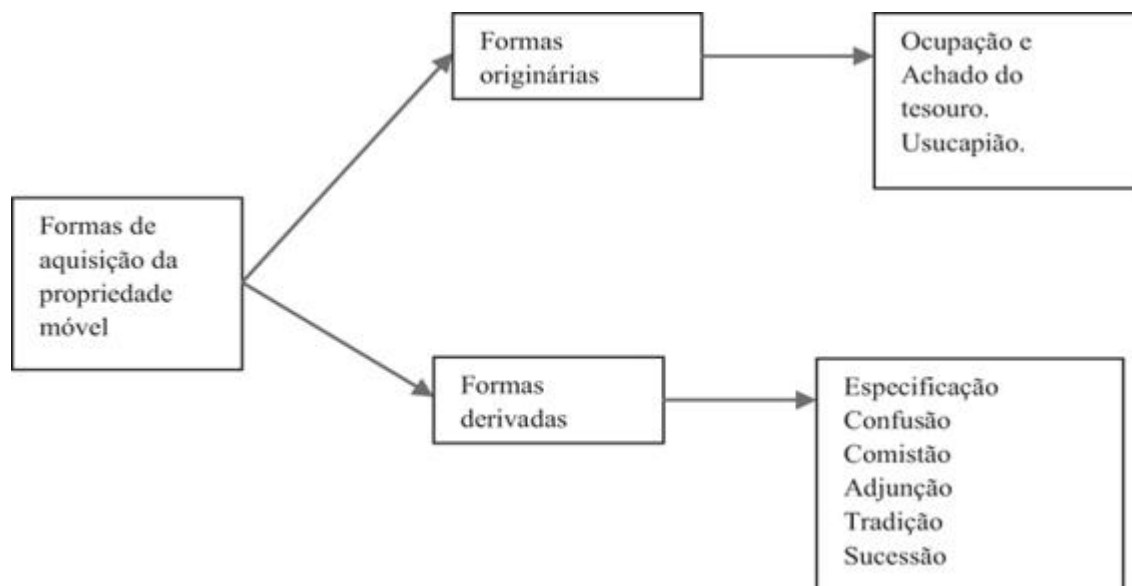 Formas de
aquisição da
propriedade
móvel
Formas
originárias
Ocupação e
Achado do
tesouro.
Usucapião.
Formas
derivadas
Especificação
Confusão
Comistão
Adjunção
Tradição
Sucessão